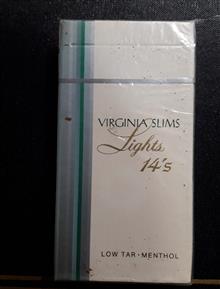 VIRGINIA SLIMS
Lights
14's
LOW TAR · MENTHOL